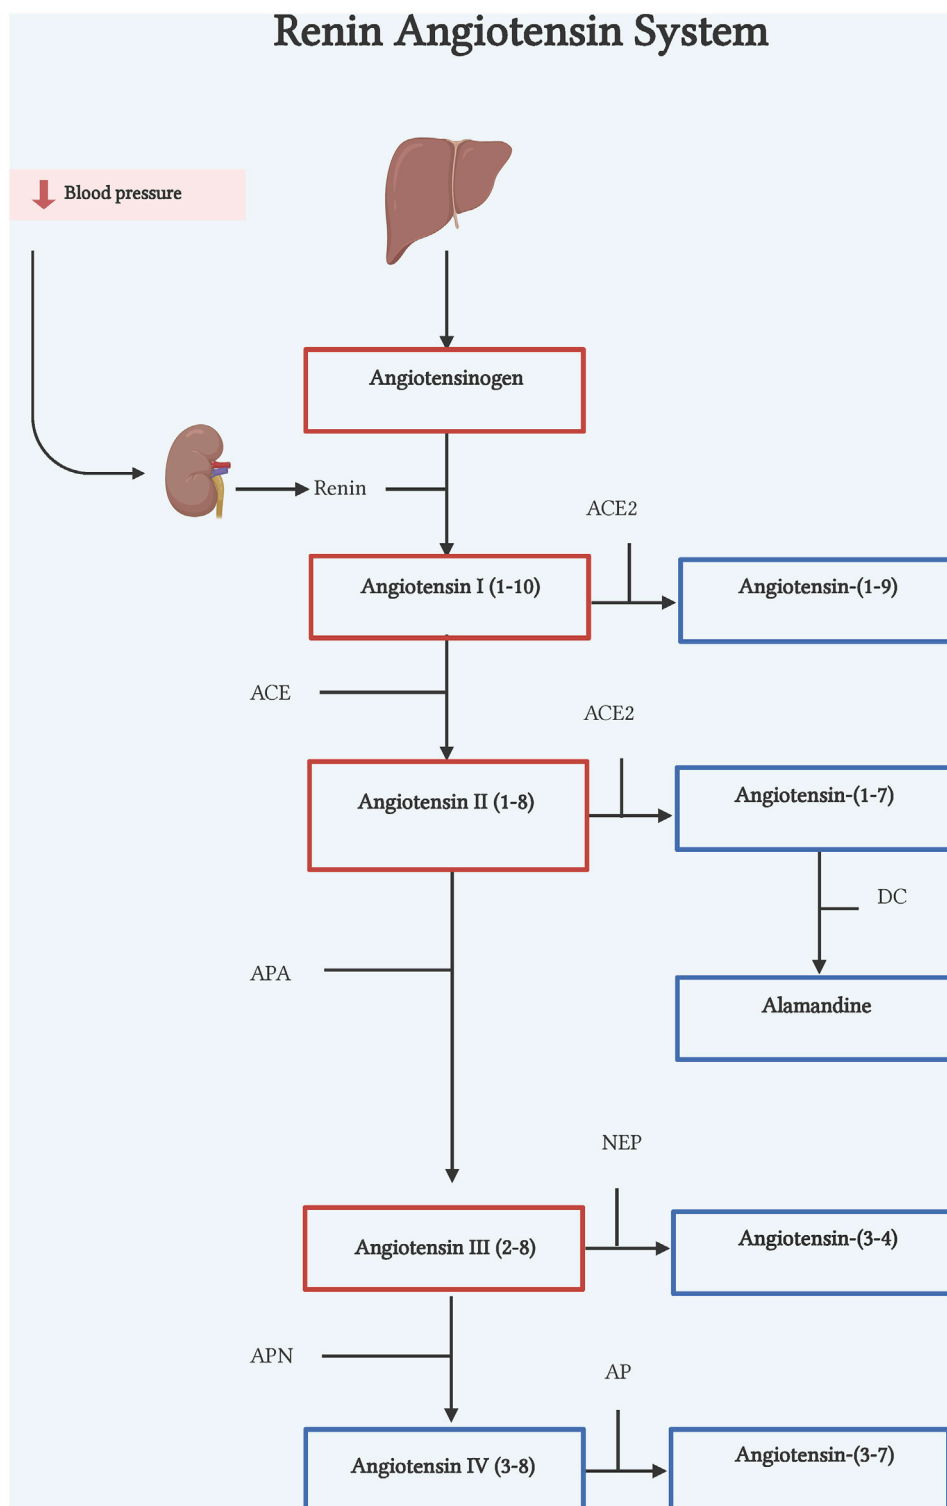 Renin Angiotensin System
Blood pressure
Angiotensinogen
Renin
ACE2
Angiotensin I (1-10)
Angiotensin-(1-9)
ACE
ACE2
Angiotensin II (1-8)
Angiotensin-(1-7)
DC
APA
Alamandine
NEP
Angiotensin III (2-8)
Angiotensin-(3-4)
APN
AP
Angiotensin IV (3-8)
Angiotensin-(3-7)